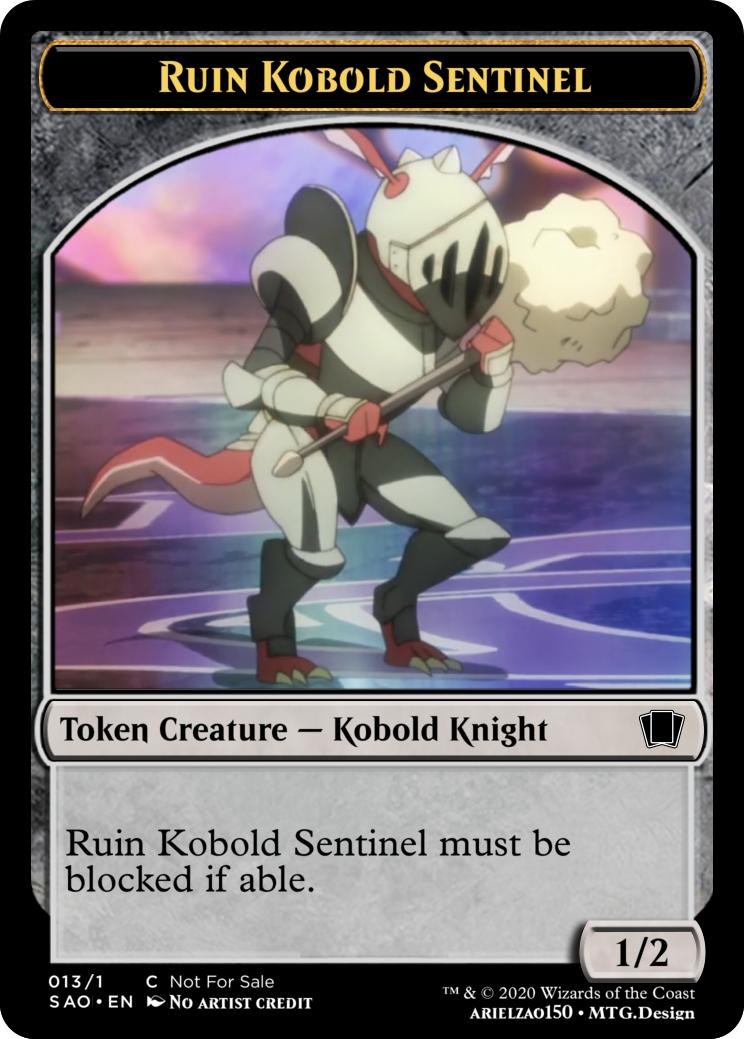 Ruin Kobold Sentinel
Token Creature — Kobold Knight
Ruin Kobold Sentinel must be
blocked if able.
1/2
013/1 C Not For Sale
SAO • EN No artist credit
™ & © 2020 Wizards of the Coast
arielzao150 • MTG.Design